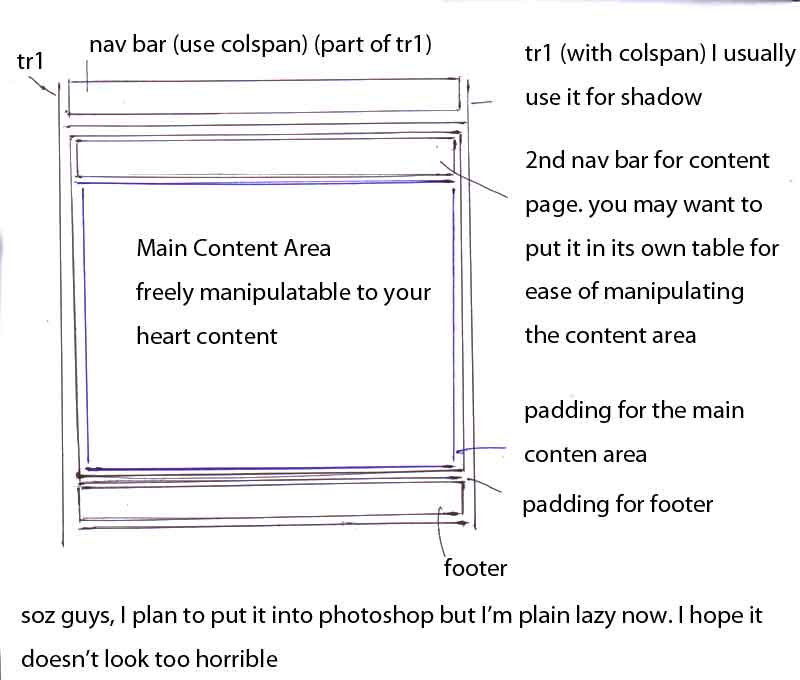 nav bar (use colspan) (part of tr1)
tr1
tr1 (with colspan) I usually
use it for shadow
2nd nav bar for content
page. you may want to
put it in its own table for
ease of manipulating
the content area
Main Content Area
freely manipulatable to your
heart content
padding for the main
conten area
padding for footer
footer
soz guys, I plan to put it into photoshop but I'm plain lazy now. I hope it
doesn't look too horrible